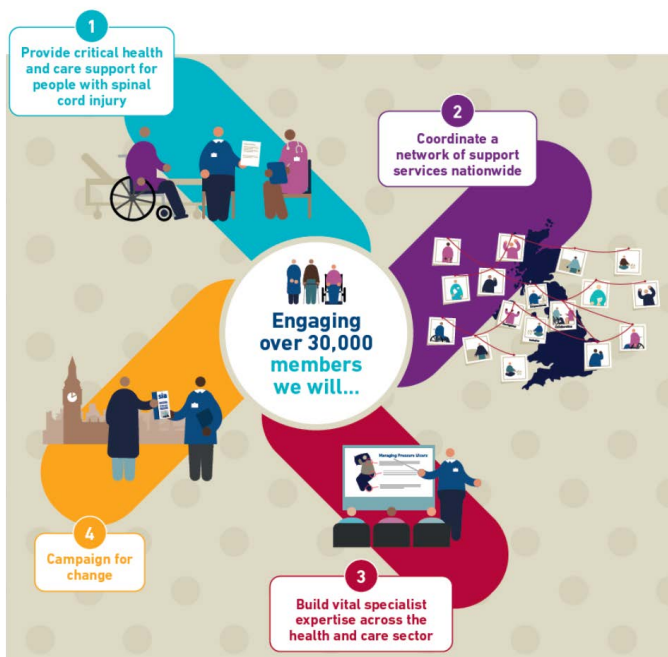 1
Provide critical health
and care support for
people with spinal
cord injury
2
Coordinate a
network of support
services nationwide
Engaging
over 30,000
members
we will...
sia
Managing Pressure Ulcers
4
Campaign for
change
3
Build vital specialist
expertise across the
health and care sector